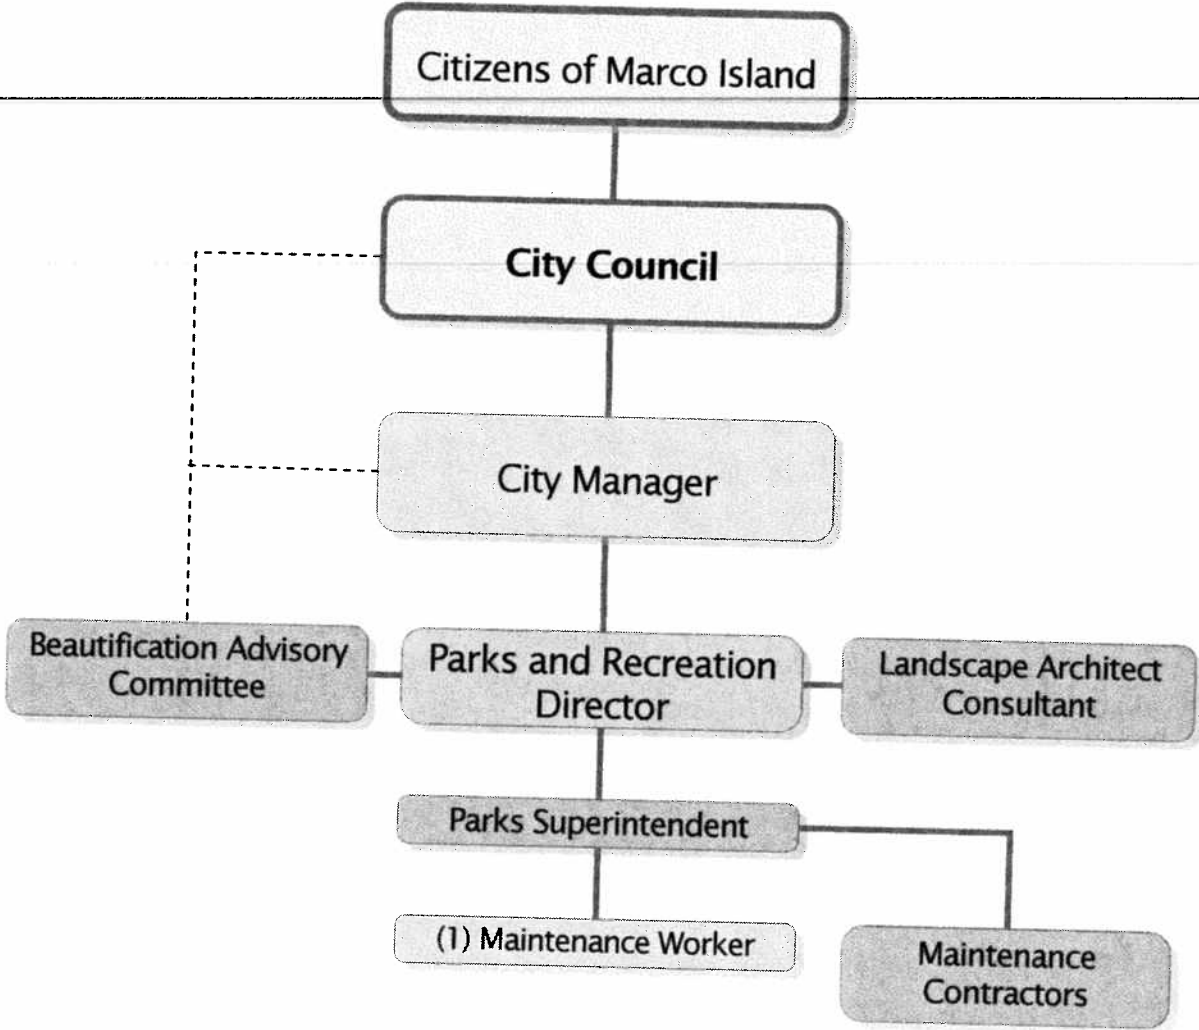 Citizens of Marco Island
City Council
City Manager
Beautification Advisory
Committee
Parks and Recreation
Director
Landscape Architect
Consultant
Parks Superintendent
(1) Maintenance Worker
Maintenance
Contractors